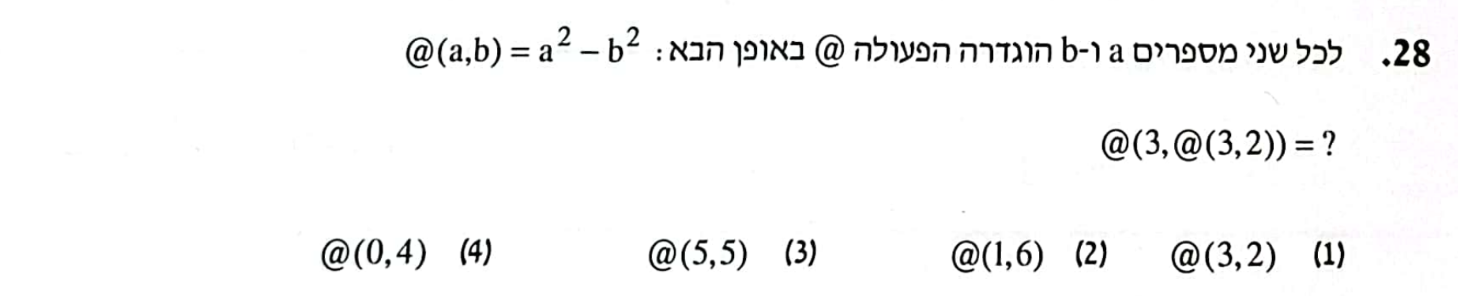 28. לכל שני מספרים a ו-b הוגדרה הפעולה @ באופן הבא: @(a,b) = a² – b²
@(3,@(3,2)) = ?
(1) @(3,2) (2) @(1,6) (3) @(5,5) (4) @(0,4)